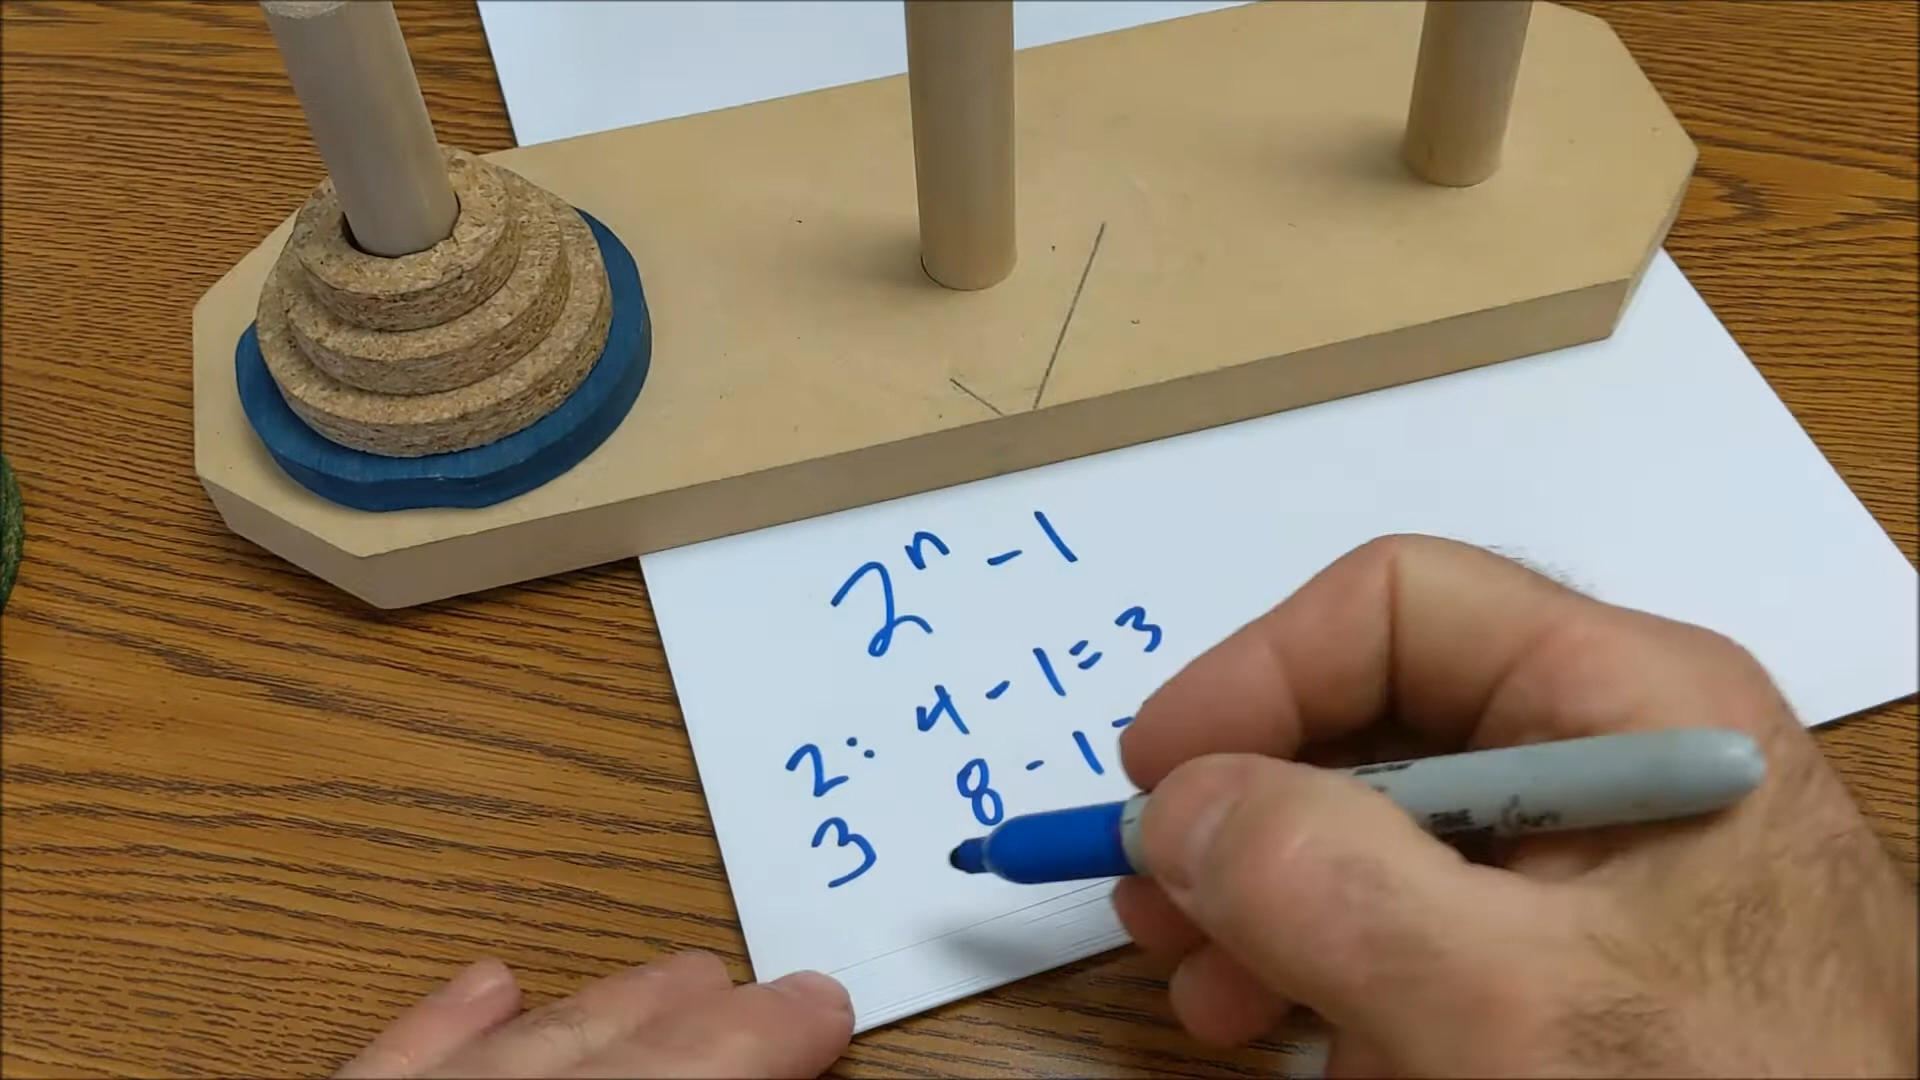 2ⁿ - 1
2: 4 - 1 = 3
3 8 - 1 =